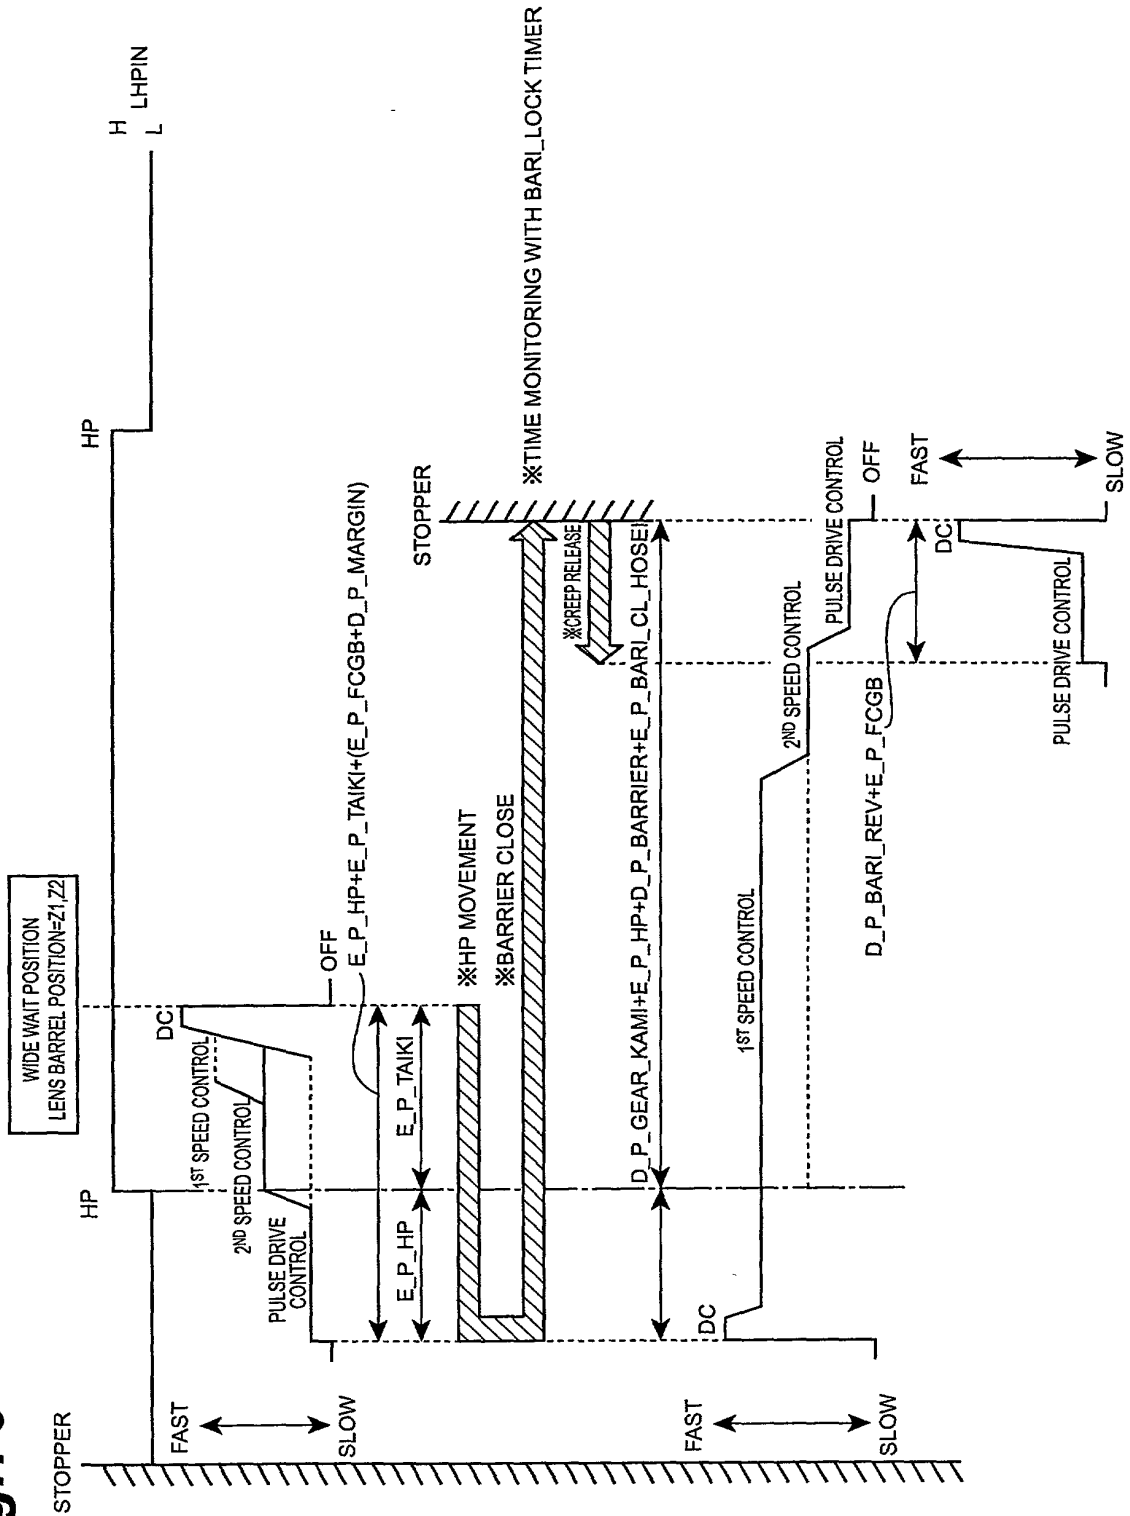 STOPPER
WIDE WAIT POSITION
LENS BARREL POSITION=Z1,Z2
HP
HP
H
L
LHPIN
FAST
SLOW
DC
OFF
1ST SPEED CONTROL
2ND SPEED CONTROL
PULSE DRIVE
CONTROL
E_P_HP+E_P_TAIKI+(E_P_FCGB+D_P_MARGIN)
E_P_HP
E_P_TAIKI
※HP MOVEMENT
※BARRIER CLOSE
STOPPER
※TIME MONITORING WITH BARI_LOCK TIMER
※CREEP RELEASE
D_P_GEAR_KAMI+E_P_HP+D_P_BARRIER+E_P_BARI_CL_HOSEI
FAST
SLOW
DC
1ST SPEED CONTROL
2ND SPEED CONTROL
PULSE DRIVE CONTROL
OFF
D_P_BARI_REV+E_P_FCGB
FAST
SLOW
DC
PULSE DRIVE CONTROL